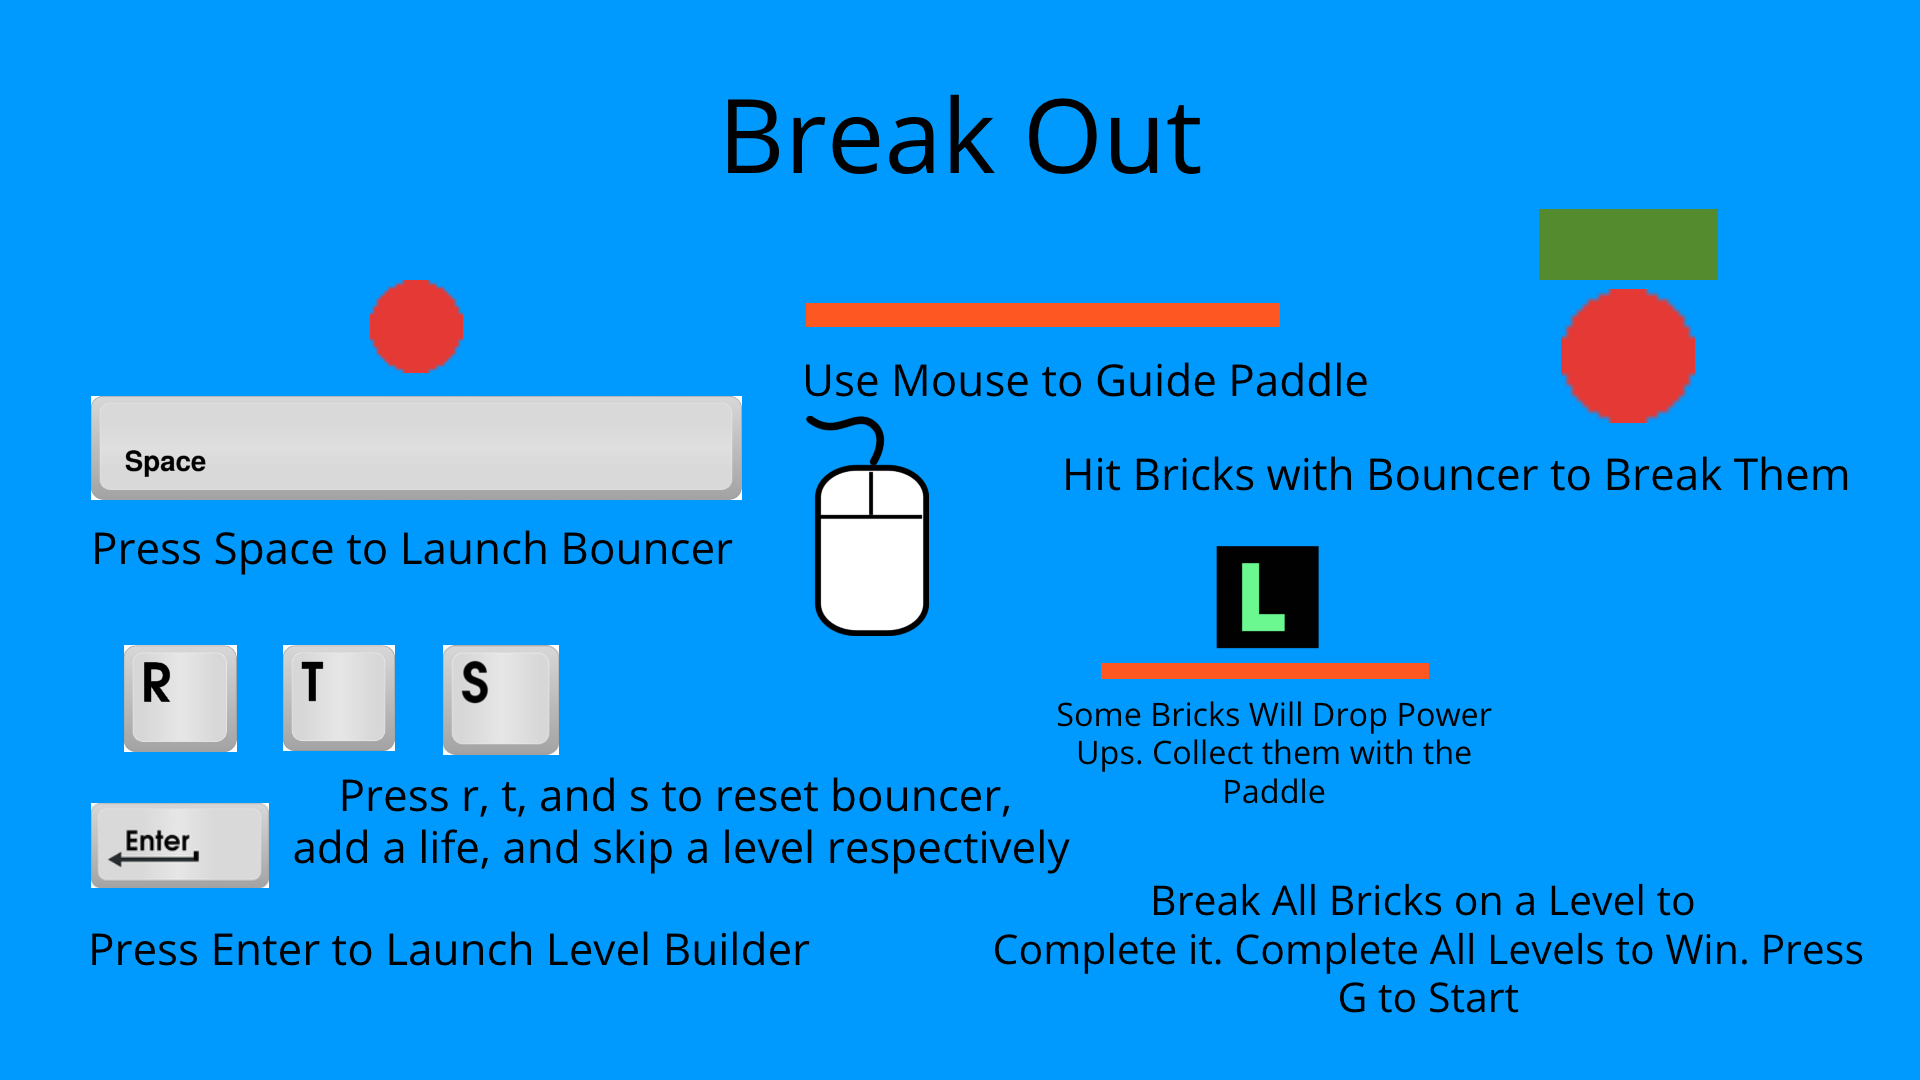 Break Out
Space
Press Space to Launch Bouncer
Use Mouse to Guide Paddle
Hit Bricks with Bouncer to Break Them
L
Some Bricks Will Drop Power
Ups. Collect them with the
Paddle
R
T
S
Press r, t, and s to reset bouncer,
add a life, and skip a level respectively
Enter
Press Enter to Launch Level Builder
Break All Bricks on a Level to
Complete it. Complete All Levels to Win. Press
G to Start